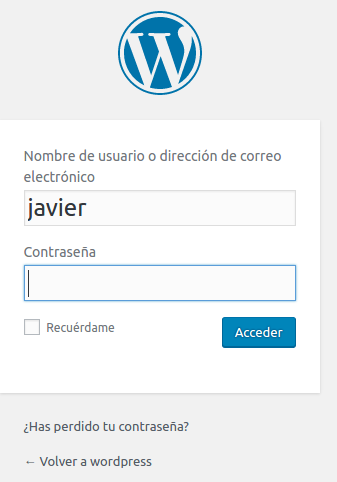 Nombre de usuario o dirección de correo
electrónico
javier
Contraseña
Recuérdame
Acceder
¿Has perdido tu contraseña?
← Volver a wordpress